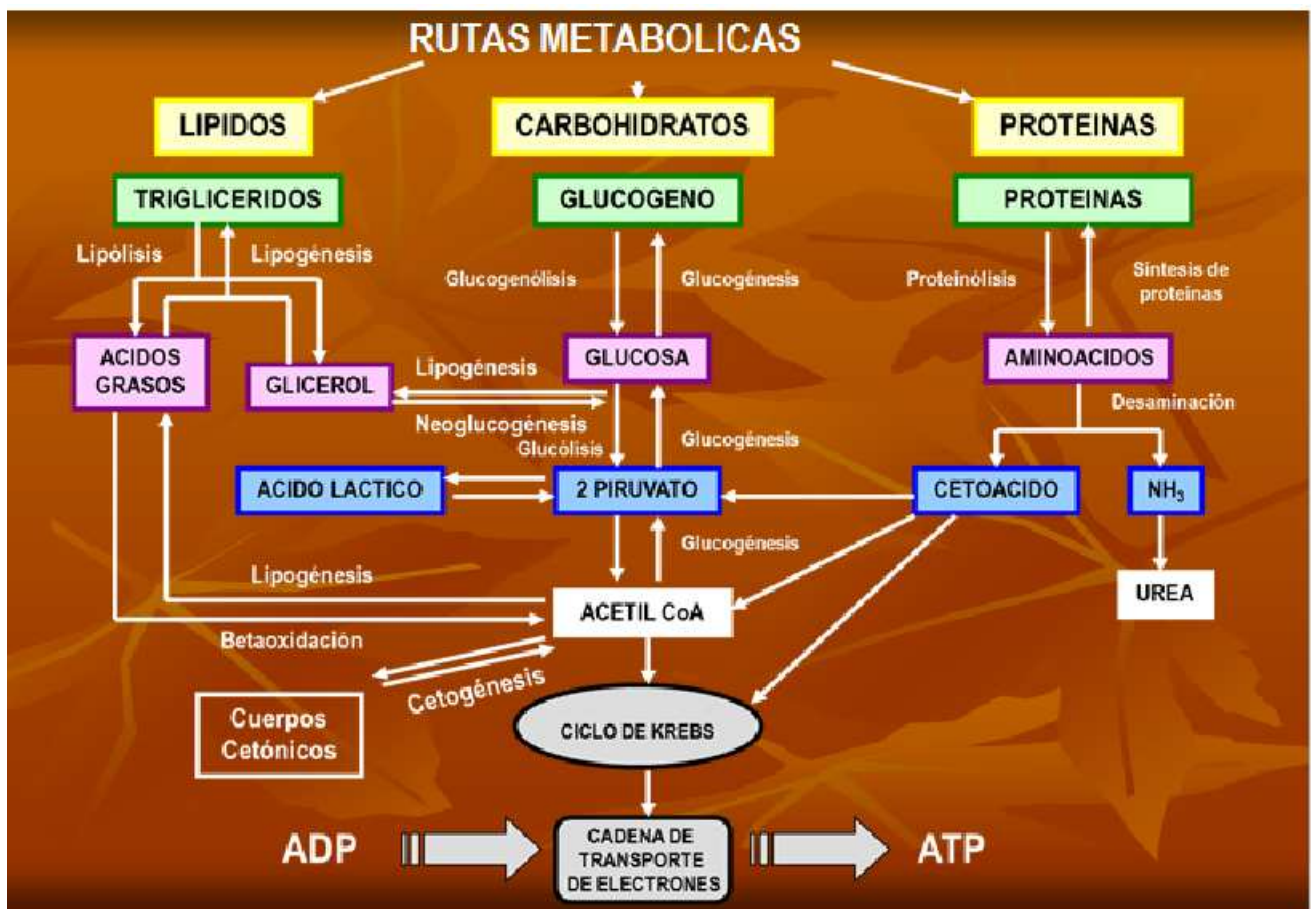 RUTAS METABOLICAS
LIPIDOS
CARBOHIDRATOS
PROTEINAS
TRIGLICERIDOS
GLUCOGENO
PROTEINAS
Lipólisis
Lipogénesis
Glucogenólisis
Glucogénesis
Proteinólisis
Síntesis de
proteinas
ACIDOS
GRASOS
GLICEROL
Lipogénesis
GLUCOSA
AMINOACIDOS
Neoglucogénesis
Glucólisis
Glucogénesis
Desaminación
ACIDO LACTICO
2 PIRUVATO
CETOACIDO
NH₃
Glucogénesis
Lipogénesis
ACETIL CoA
UREA
Betaoxidación
Cetogénesis
Cuerpos
Cetónicos
CICLO DE KREBS
ADP
CADENA DE
TRANSPORTE
DE ELECTRONES
ATP